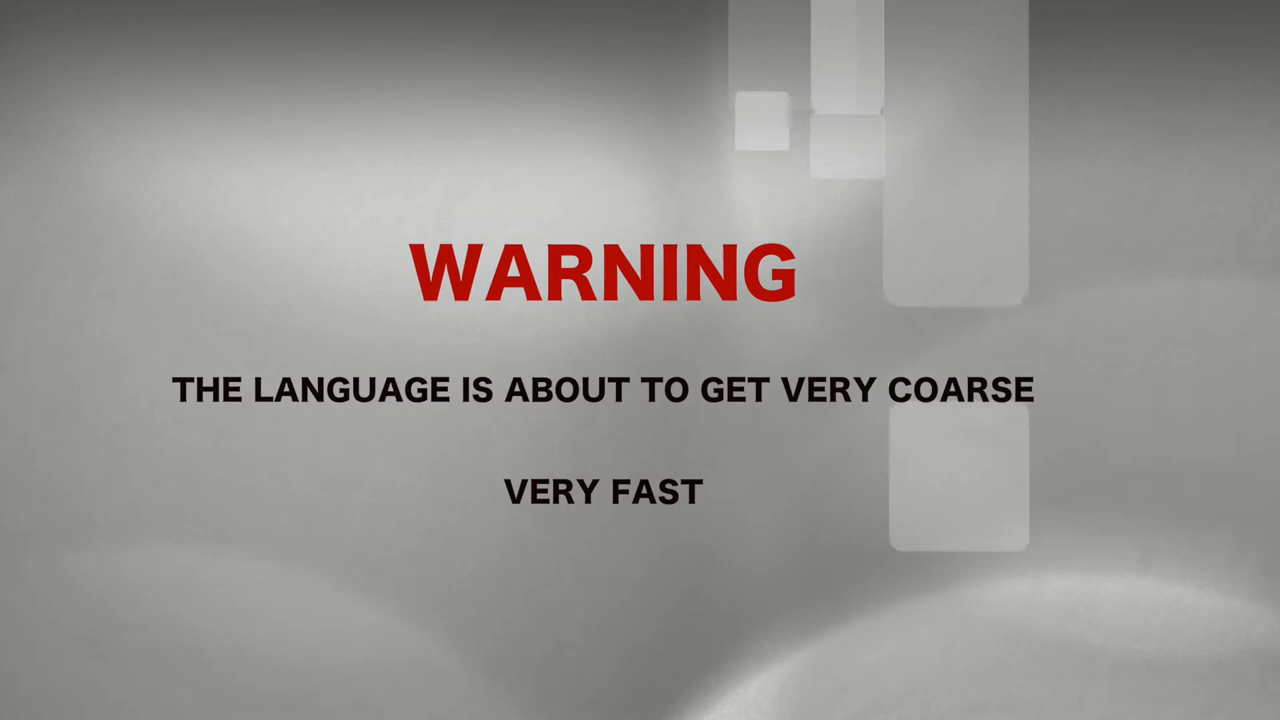 WARNING
THE LANGUAGE IS ABOUT TO GET VERY COARSE
VERY FAST